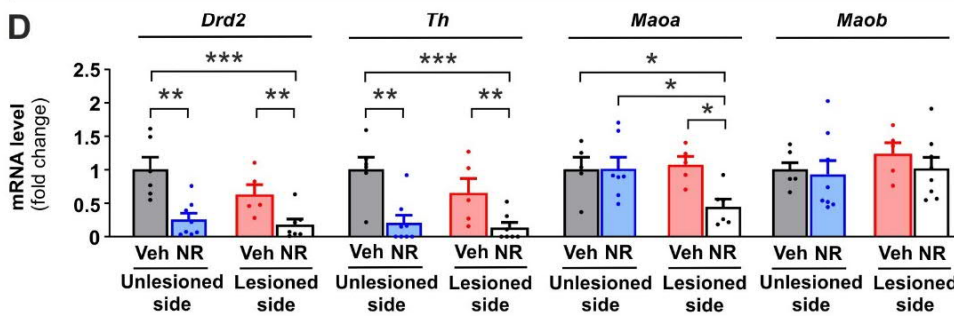 D
Drd2 Th Maoa Maob
*** *** * *
** ** ** ** *
mRNA level
(fold change)
2.5
2
1.5
1
0.5
0
Veh NR Veh NR Veh NR Veh NR Veh NR Veh NR Veh NR Veh NR
Unlesioned side Lesioned side Unlesioned side Lesioned side Unlesioned side Lesioned side Unlesioned side Lesioned side